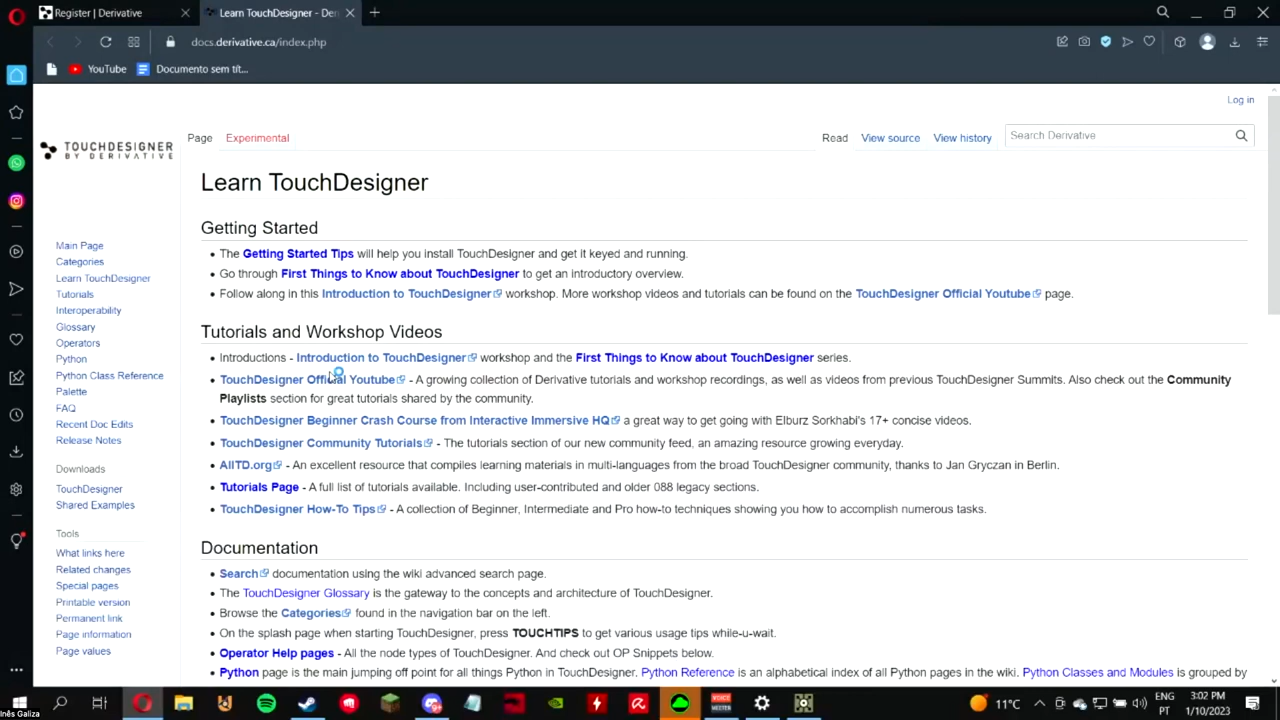 Register | Derivative
Learn TouchDesigner - Der
docs.derivative.ca/index.php
YouTube
Documento sem tít...
Log in
TOUCHDESIGNER
BY DERIVATIVE
Page
Experimental
Read
View source
View history
Search Derivative
Learn TouchDesigner
Getting Started
The Getting Started Tips will help you install TouchDesigner and get it keyed and running.
Go through First Things to Know about TouchDesigner to get an introductory overview.
Follow along in this Introduction to TouchDesigner workshop. More workshop videos and tutorials can be found on the TouchDesigner Official Youtube page.
Tutorials and Workshop Videos
Introductions - Introduction to TouchDesigner workshop and the First Things to Know about TouchDesigner series.
TouchDesigner Official Youtube - A growing collection of Derivative tutorials and workshop recordings, as well as videos from previous TouchDesigner Summits. Also check out the Community
Playlists section for great tutorials shared by the community.
TouchDesigner Beginner Crash Course from Interactive Immersive HQ a great way to get going with Elburz Sorkhabi's 17+ concise videos.
TouchDesigner Community Tutorials - The tutorials section of our new community feed, an amazing resource growing everyday.
AllTD.org - An excellent resource that compiles learning materials in multi-languages from the broad TouchDesigner community, thanks to Jan Gryczan in Berlin.
Tutorials Page - A full list of tutorials available. Including user-contributed and older 088 legacy sections.
TouchDesigner How-To Tips - A collection of Beginner, Intermediate and Pro how-to techniques showing you how to accomplish numerous tasks.
Documentation
Search documentation using the wiki advanced search page.
The TouchDesigner Glossary is the gateway to the concepts and architecture of TouchDesigner.
Browse the Categories found in the navigation bar on the left.
On the splash page when starting TouchDesigner, press TOUCHTIPS to get various usage tips while-u-wait.
Operator Help pages - All the node types of TouchDesigner. And check out OP Snippets below.
Python page is the main jumping off point for all things Python in TouchDesigner. Python Reference is an alphabetical index of all Python pages in the wiki. Python Classes and Modules is grouped by
Main Page
Categories
Learn TouchDesigner
Tutorials
Interoperability
Glossary
Operators
Python
Python Class Reference
Palette
FAQ
Recent Doc Edits
Release Notes
Downloads
TouchDesigner
Shared Examples
Tools
What links here
Related changes
Special pages
Printable version
Permanent link
Page information
Page values
VOICE
MEETER
11°C
ENG
PT
3:02 PM
1/10/2023
Inês Galiza